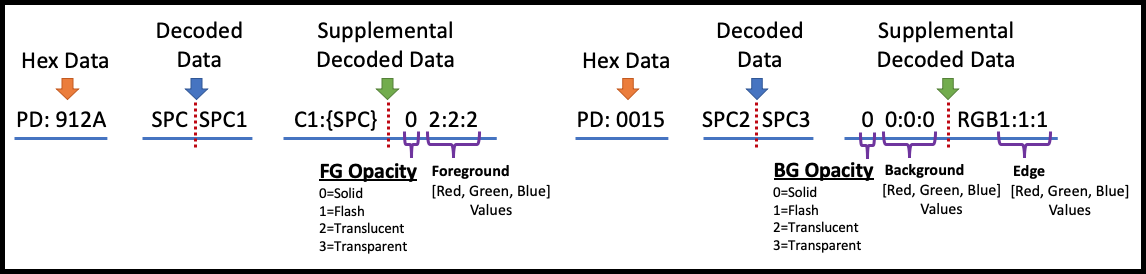 Hex Data
Decoded
Data
Supplemental
Decoded Data
PD: 912A
SPC SPC1
C1:{SPC} 0 2:2:2
FG Opacity
0=Solid
1=Flash
2=Translucent
3=Transparent
Foreground
[Red, Green, Blue]
Values
Hex Data
Decoded
Data
Supplemental
Decoded Data
PD: 0015
SPC2 SPC3
0 0:0:0 RGB1:1:1
BG Opacity
0=Solid
1=Flash
2=Translucent
3=Transparent
Background
[Red, Green, Blue]
Values
Edge
[Red, Green, Blue]
Values